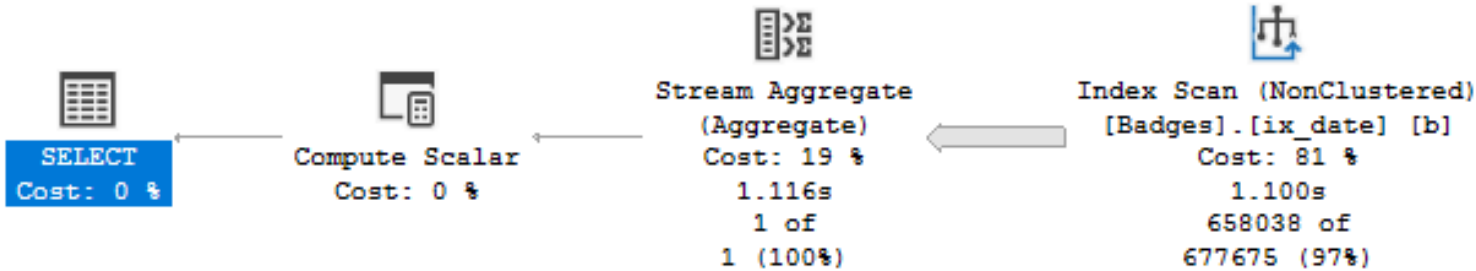 SELECT
Cost: 0 %
Compute Scalar
Cost: 0 %
Stream Aggregate
(Aggregate)
Cost: 19 %
1.116s
1 of
1 (100%)
Index Scan (NonClustered)
[Badges].[ix_date] [b]
Cost: 81 %
1.100s
658038 of
677675 (97%)